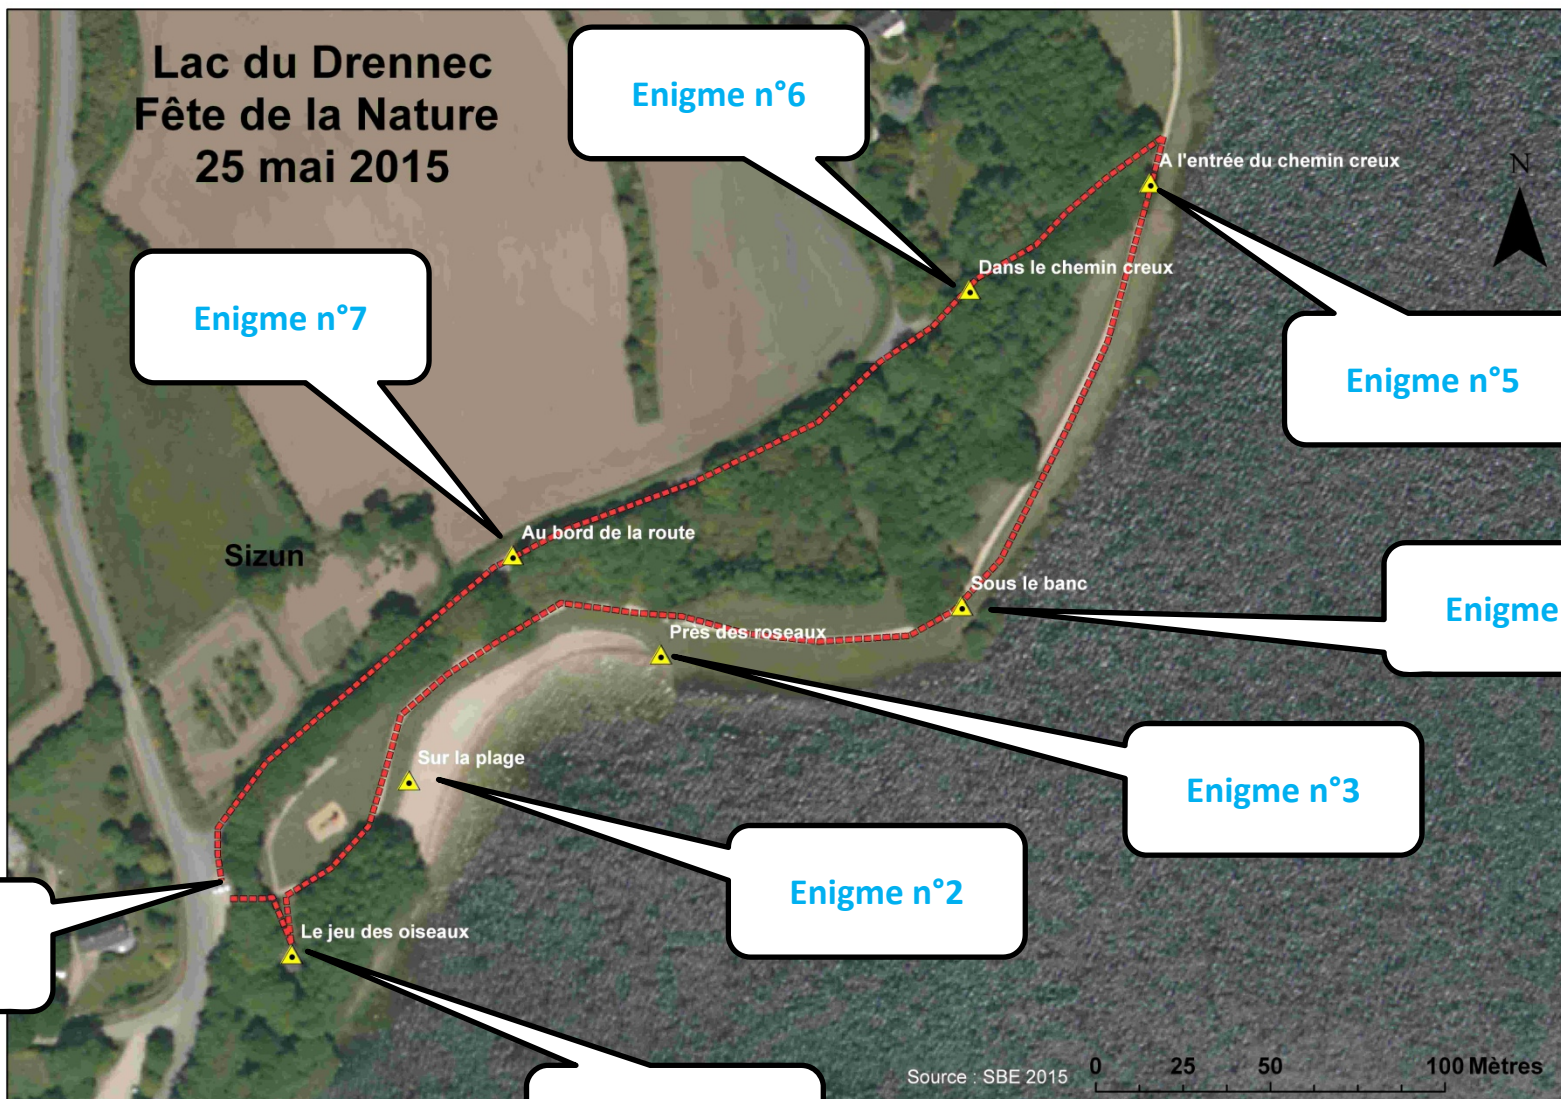 Lac du Drennec
Fête de la Nature
25 mai 2015
Enigme n°6
A l'entrée du chemin creux
N
Dans le chemin creux
Enigme n°7
Enigme n°5
Au bord de la route
Sizun
Sous le banc
Enigme
Près des roseaux
Sur la plage
Enigme n°3
Enigme n°2
Le jeu des oiseaux
Source : SBE 2015
0 25 50 100 Mètres